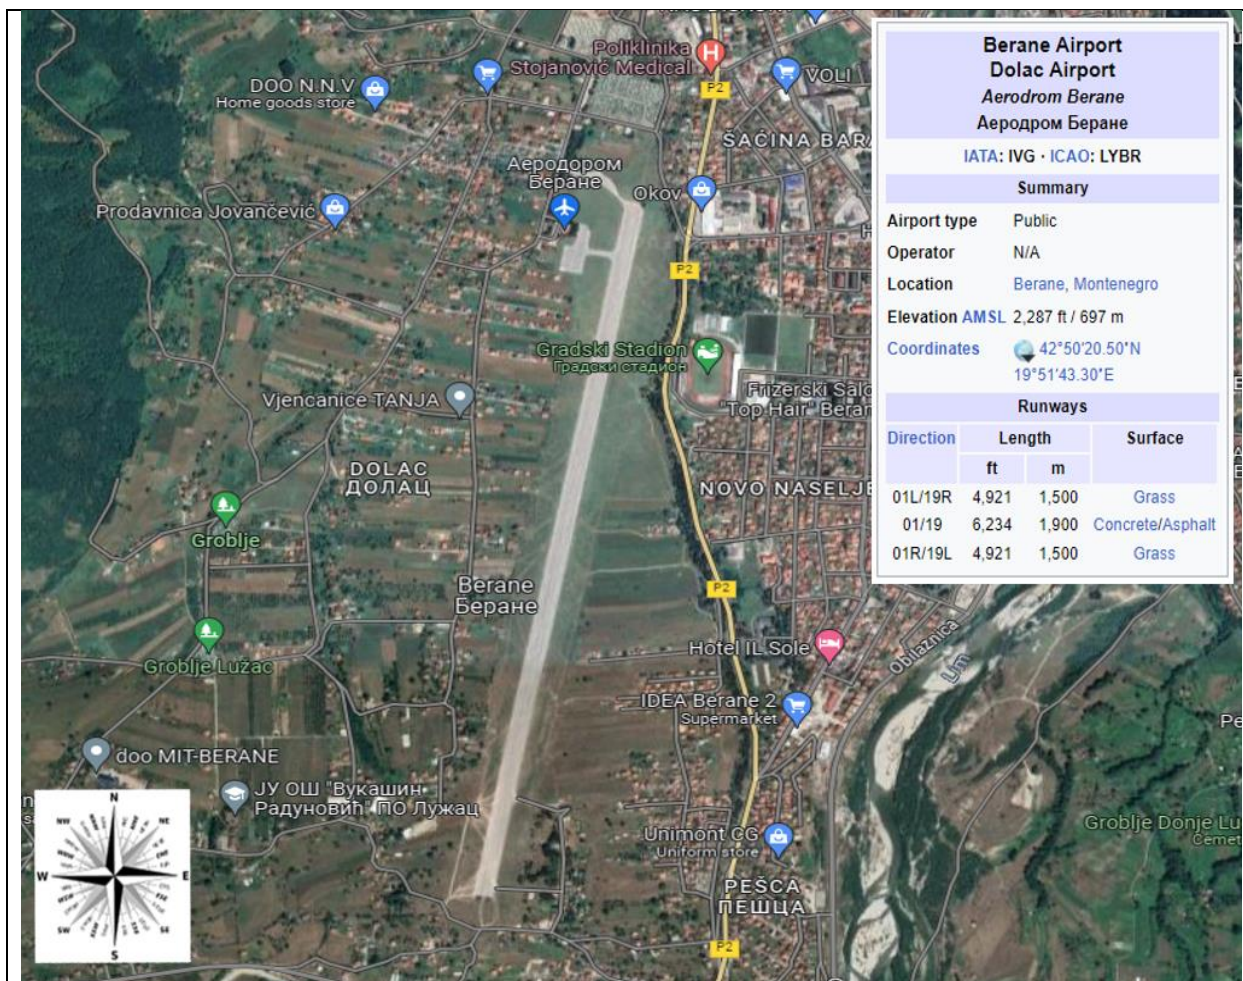 Poliklinika
Stojanović Medical
VOLI
DOO N.N.V
Home goods store
P2
ŠAĆINA BARA
Аеродором
Беране
Okov
Prodavnica Jovančević
P2
Gradski Stadion
Градски стадион
Frizerski Salo
"Top Hair" Beran
Vjencanice TANJA
DOLAC
ДОЛАЦ
NOVO NASELJE
Groblje
Berane
Беране
P2
Groblje Lužac
Hotel IL Sole
Obilaznica
Lim
IDEA Berane 2
Supermarket
doo MIT-BERANE
ЈУ ОШ "Вукашин
Радуновић" ПО Лужац
Unimont CG
Uniform store
Groblje Donje Lu
Cemet
PEŠCA
ПЕШЦА
P2
N
NW
NE
W
E
SW
SE
S
Berane Airport
Dolac Airport
Aerodrom Berane
Аеродром Беране
IATA: IVG · ICAO: LYBR
Summary
Airport type Public
Operator N/A
Location Berane, Montenegro
Elevation AMSL 2,287 ft / 697 m
Coordinates 42°50'20.50"N
19°51'43.30"E
Runways
Direction Length Surface
ft m
01L/19R 4,921 1,500 Grass
01/19 6,234 1,900 Concrete/Asphalt
01R/19L 4,921 1,500 Grass